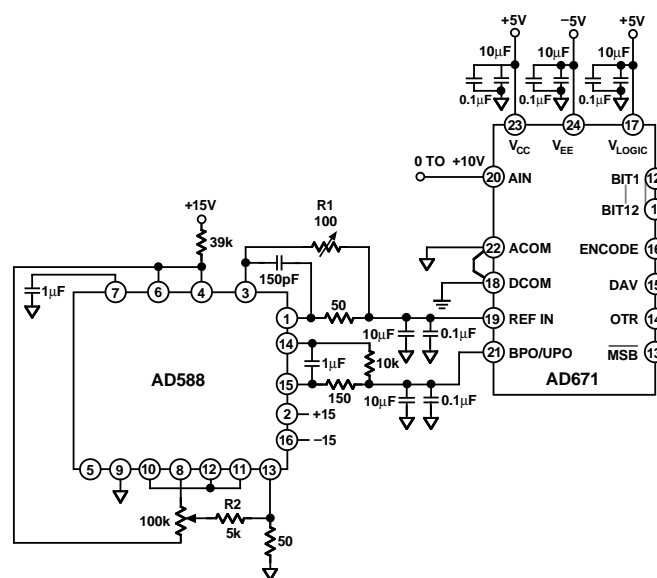 +5V
−5V
+5V
10μF
10μF
10μF
0.1μF
0.1μF
0.1μF
23
24
17
VCC
VEE
VLOGIC
0 TO +10V
20
AIN
BIT1
12
BIT12
1
+15V
39k
R1
100
150pF
1μF
7
6
4
3
22
ACOM
ENCODE
16
18
DCOM
DAV
15
1
50
19
REF IN
OTR
14
10μF
0.1μF
14
1μF
10k
21
BPO/UPO
MSB
13
AD671
AD588
15
150
10μF
0.1μF
2
+15
16
−15
5
9
10
8
12
11
13
100k
R2
5k
50